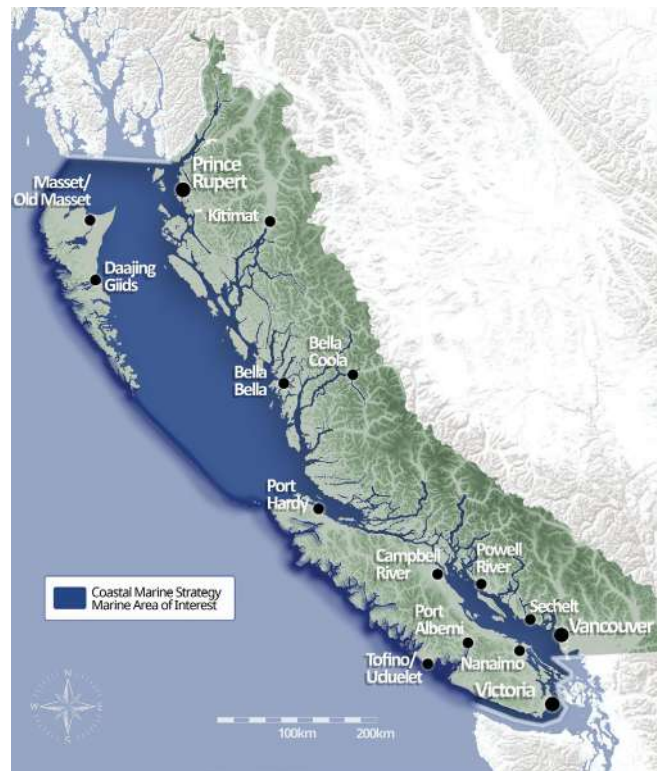 Prince
Rupert
Masset/
Old Masset
Kitimat
Daajing
Giids
Bella
Coola
Bella
Bella
Port
Hardy
Campbell
River
Powell
River
Coastal Marine Strategy
Marine Area of Interest
Sechelt
Port
Alberni
Vancouver
Nanaimo
Tofino/
Ucluelet
Victoria
N
W
E
S
100km
200km